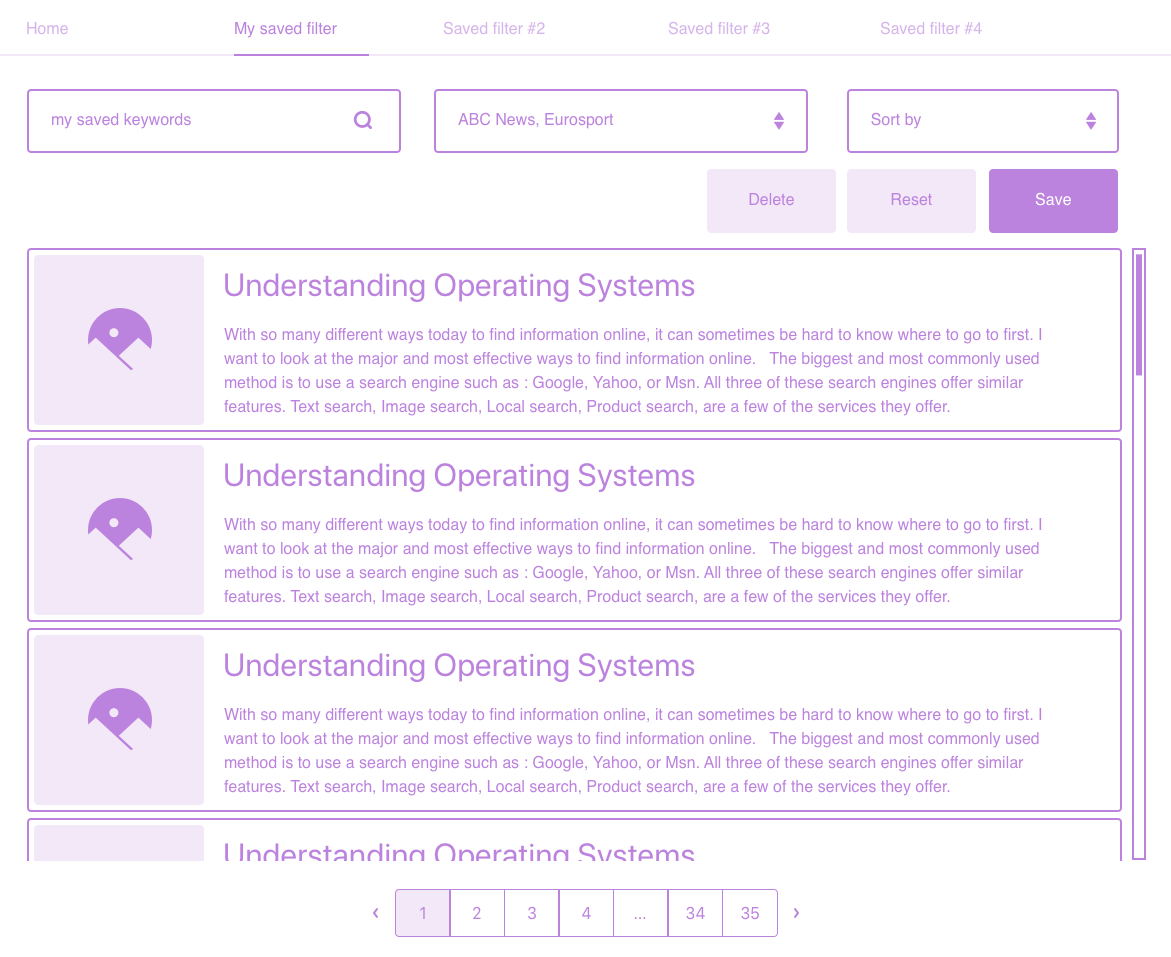 Home My saved filter Saved filter #2 Saved filter #3 Saved filter #4
my saved keywords ABC News, Eurosport Sort by
Delete Reset Save
Understanding Operating Systems
With so many different ways today to find information online, it can sometimes be hard to know where to go to first. I
want to look at the major and most effective ways to find information online.   The biggest and most commonly used
method is to use a search engine such as : Google, Yahoo, or Msn. All three of these search engines offer similar
features. Text search, Image search, Local search, Product search, are a few of the services they offer.
Understanding Operating Systems
With so many different ways today to find information online, it can sometimes be hard to know where to go to first. I
want to look at the major and most effective ways to find information online.   The biggest and most commonly used
method is to use a search engine such as : Google, Yahoo, or Msn. All three of these search engines offer similar
features. Text search, Image search, Local search, Product search, are a few of the services they offer.
Understanding Operating Systems
With so many different ways today to find information online, it can sometimes be hard to know where to go to first. I
want to look at the major and most effective ways to find information online.   The biggest and most commonly used
method is to use a search engine such as : Google, Yahoo, or Msn. All three of these search engines offer similar
features. Text search, Image search, Local search, Product search, are a few of the services they offer.
Understanding Operating Systems
‹ 1 2 3 4 ... 34 35 ›